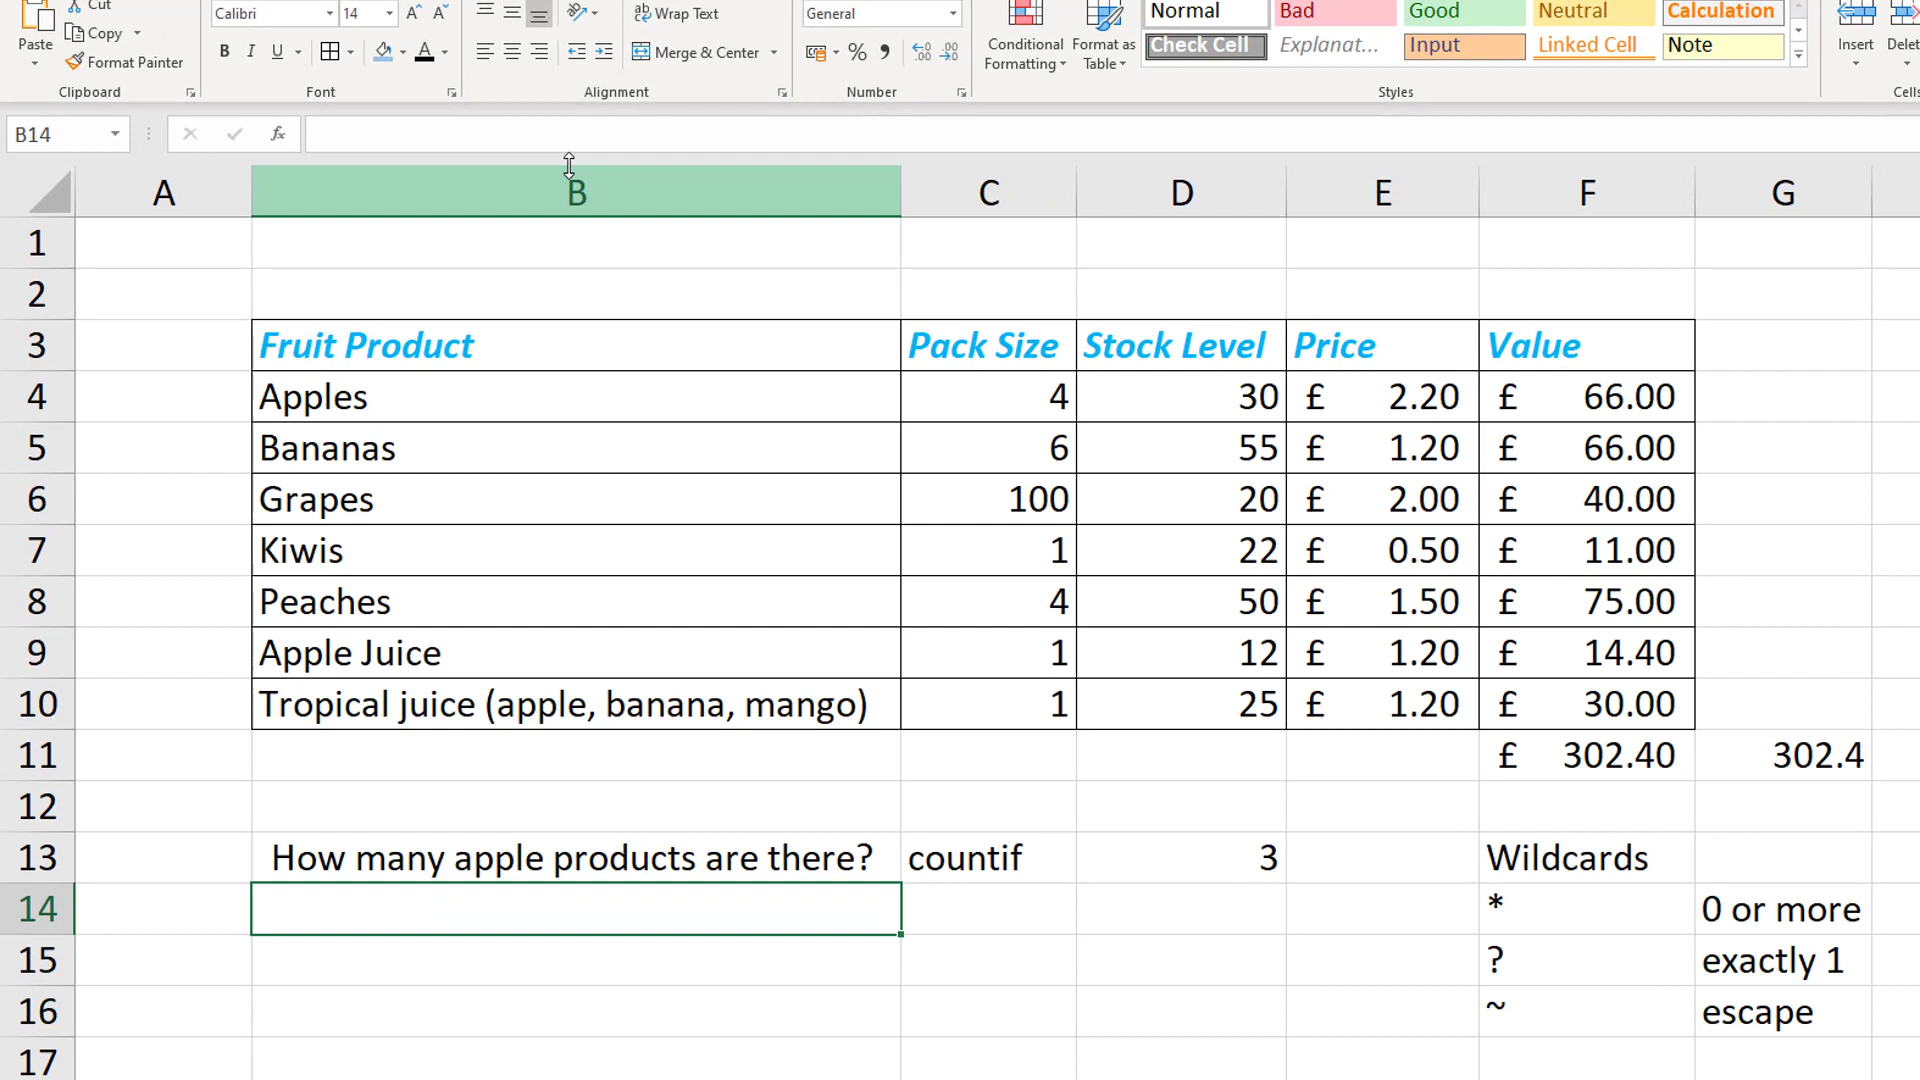 Cut
Calibri 14 A A Wrap Text General Normal Bad Good Neutral Calculation
Paste Copy B I U A Merge & Center % , Conditional Formatting Format as Table Check Cell Explanat... Input Linked Cell Note Insert Delet
Format Painter
Clipboard Font Alignment Number Styles Cells
B14 fx
A B C D E F G
1
2
3 Fruit Product Pack Size Stock Level Price Value
4 Apples 4 30 £ 2.20 £ 66.00
5 Bananas 6 55 £ 1.20 £ 66.00
6 Grapes 100 20 £ 2.00 £ 40.00
7 Kiwis 1 22 £ 0.50 £ 11.00
8 Peaches 4 50 £ 1.50 £ 75.00
9 Apple Juice 1 12 £ 1.20 £ 14.40
10 Tropical juice (apple, banana, mango) 1 25 £ 1.20 £ 30.00
11 £ 302.40 302.4
12
13 How many apple products are there? countif 3 Wildcards
14 * 0 or more
15 ? exactly 1
16 ~ escape
17